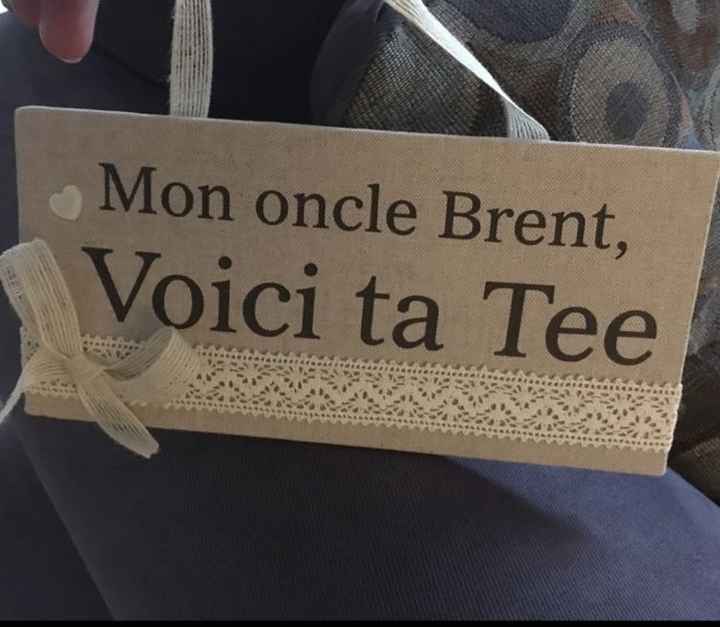 Mon oncle Brent,
Voici ta Tee